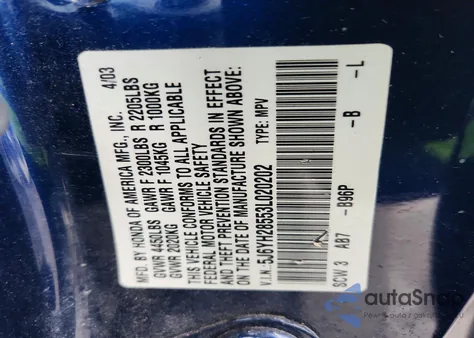 4/03
MFD. BY HONDA OF AMERICA MFG., INC.
GVWR 4450LBS GAWR F 2300LBS R 2205LBS
GVWR 2020KG GAWR F 1045KG R 1000KG
THIS VEHICLE CONFORMS TO ALL APPLICABLE
FEDERAL MOTOR VEHICLE SAFETY
AND THEFT PREVENTION STANDARDS IN EFFECT
ON THE DATE OF MANUFACTURE SHOWN ABOVE.
V.I.N: 5J6YH28553L020202 TYPE: MPV
SCW 3 A87 -B96P -B -L
autaSnap